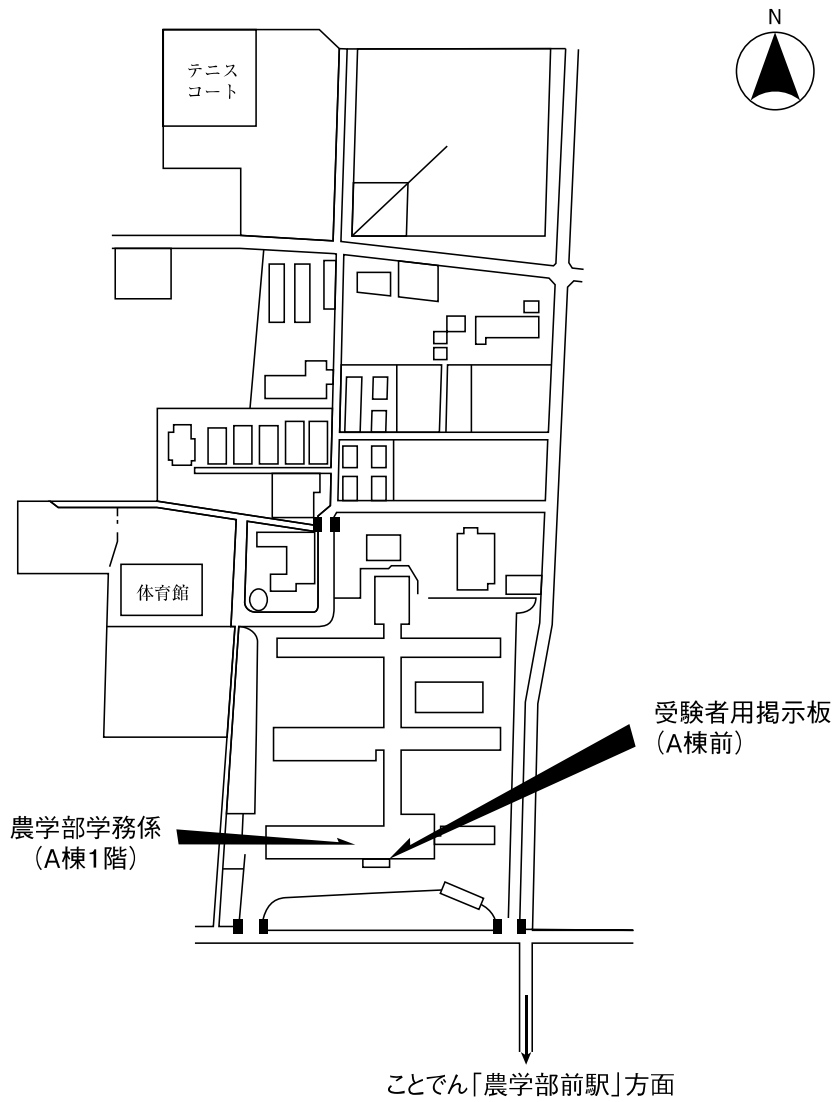 N
テニス
コート
体育館
受験者用掲示板
（A棟前）
農学部学務係
（A棟1階）
ことでん「農学部前駅」方面